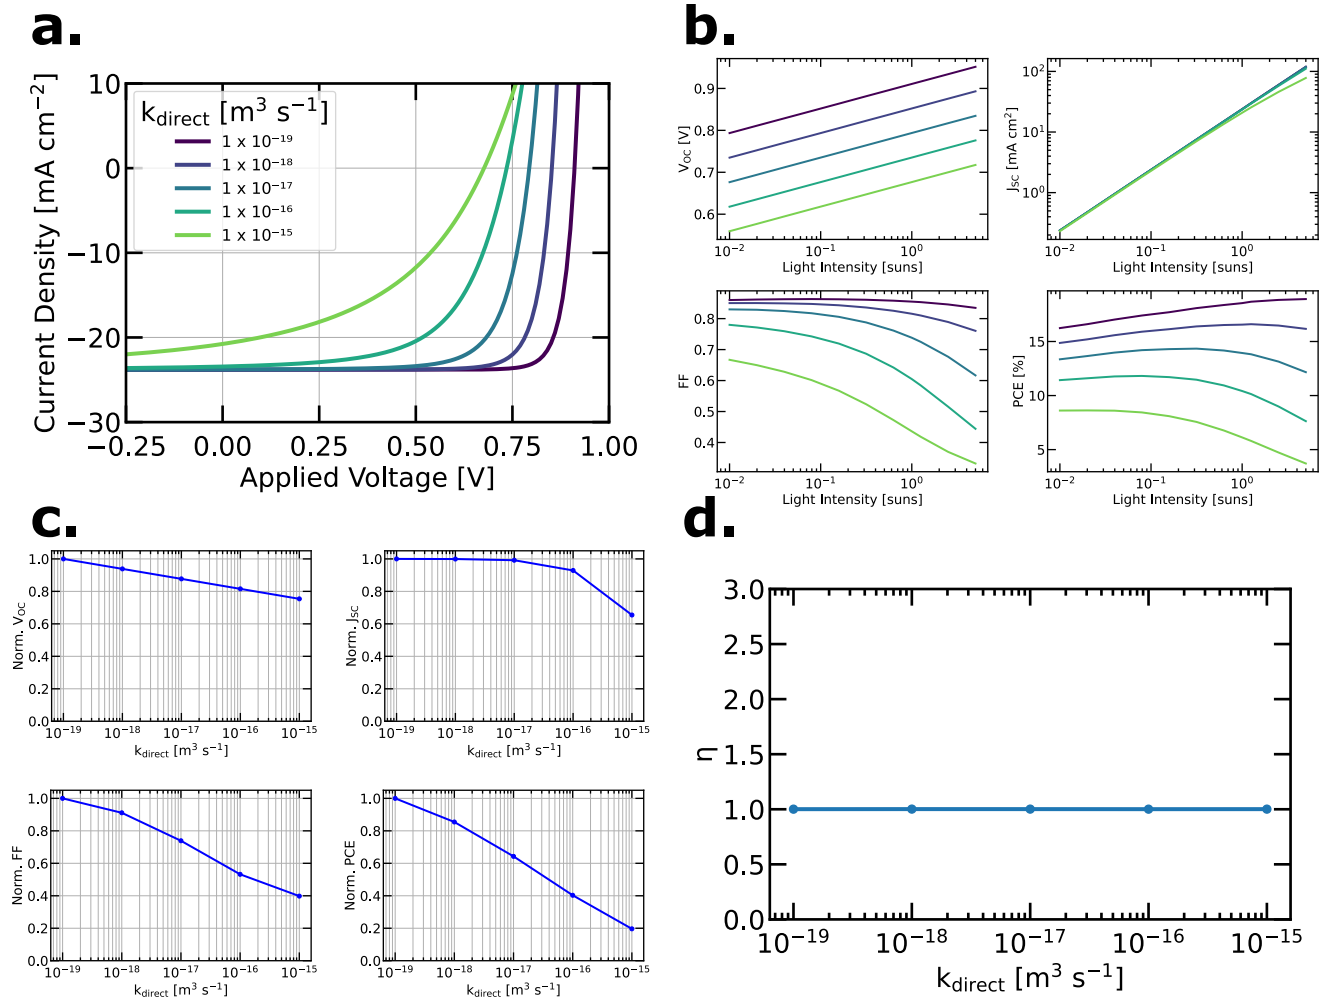 a.
10
0
−10
−20
−30
Current Density [mA cm⁻²]
k_direct [m³ s⁻¹]
1 x 10⁻¹⁹
1 x 10⁻¹⁸
1 x 10⁻¹⁷
1 x 10⁻¹⁶
1 x 10⁻¹⁵
−0.25 0.00 0.25 0.50 0.75 1.00
Applied Voltage [V]
b.
0.9
0.8
0.7
0.6
V_OC [V]
10⁻² 10⁻¹ 10⁰
Light Intensity [suns]
10²
10¹
10⁰
J_SC [mA cm²]
10⁻² 10⁻¹ 10⁰
Light Intensity [suns]
0.8
0.7
0.6
0.5
0.4
FF
10⁻² 10⁻¹ 10⁰
Light Intensity [suns]
15
10
5
PCE [%]
10⁻² 10⁻¹ 10⁰
Light Intensity [suns]
c.
1.0
0.8
0.6
0.4
0.2
0.0
Norm. V_OC
10⁻¹⁹ 10⁻¹⁸ 10⁻¹⁷ 10⁻¹⁶ 10⁻¹⁵
k_direct [m³ s⁻¹]
1.0
0.8
0.6
0.4
0.2
0.0
Norm. J_SC
10⁻¹⁹ 10⁻¹⁸ 10⁻¹⁷ 10⁻¹⁶ 10⁻¹⁵
k_direct [m³ s⁻¹]
1.0
0.8
0.6
0.4
0.2
0.0
Norm. FF
10⁻¹⁹ 10⁻¹⁸ 10⁻¹⁷ 10⁻¹⁶ 10⁻¹⁵
k_direct [m³ s⁻¹]
1.0
0.8
0.6
0.4
0.2
0.0
Norm. PCE
10⁻¹⁹ 10⁻¹⁸ 10⁻¹⁷ 10⁻¹⁶ 10⁻¹⁵
k_direct [m³ s⁻¹]
d.
3.0
2.5
2.0
1.5
1.0
0.5
0.0
η
10⁻¹⁹ 10⁻¹⁸ 10⁻¹⁷ 10⁻¹⁶ 10⁻¹⁵
k_direct [m³ s⁻¹]